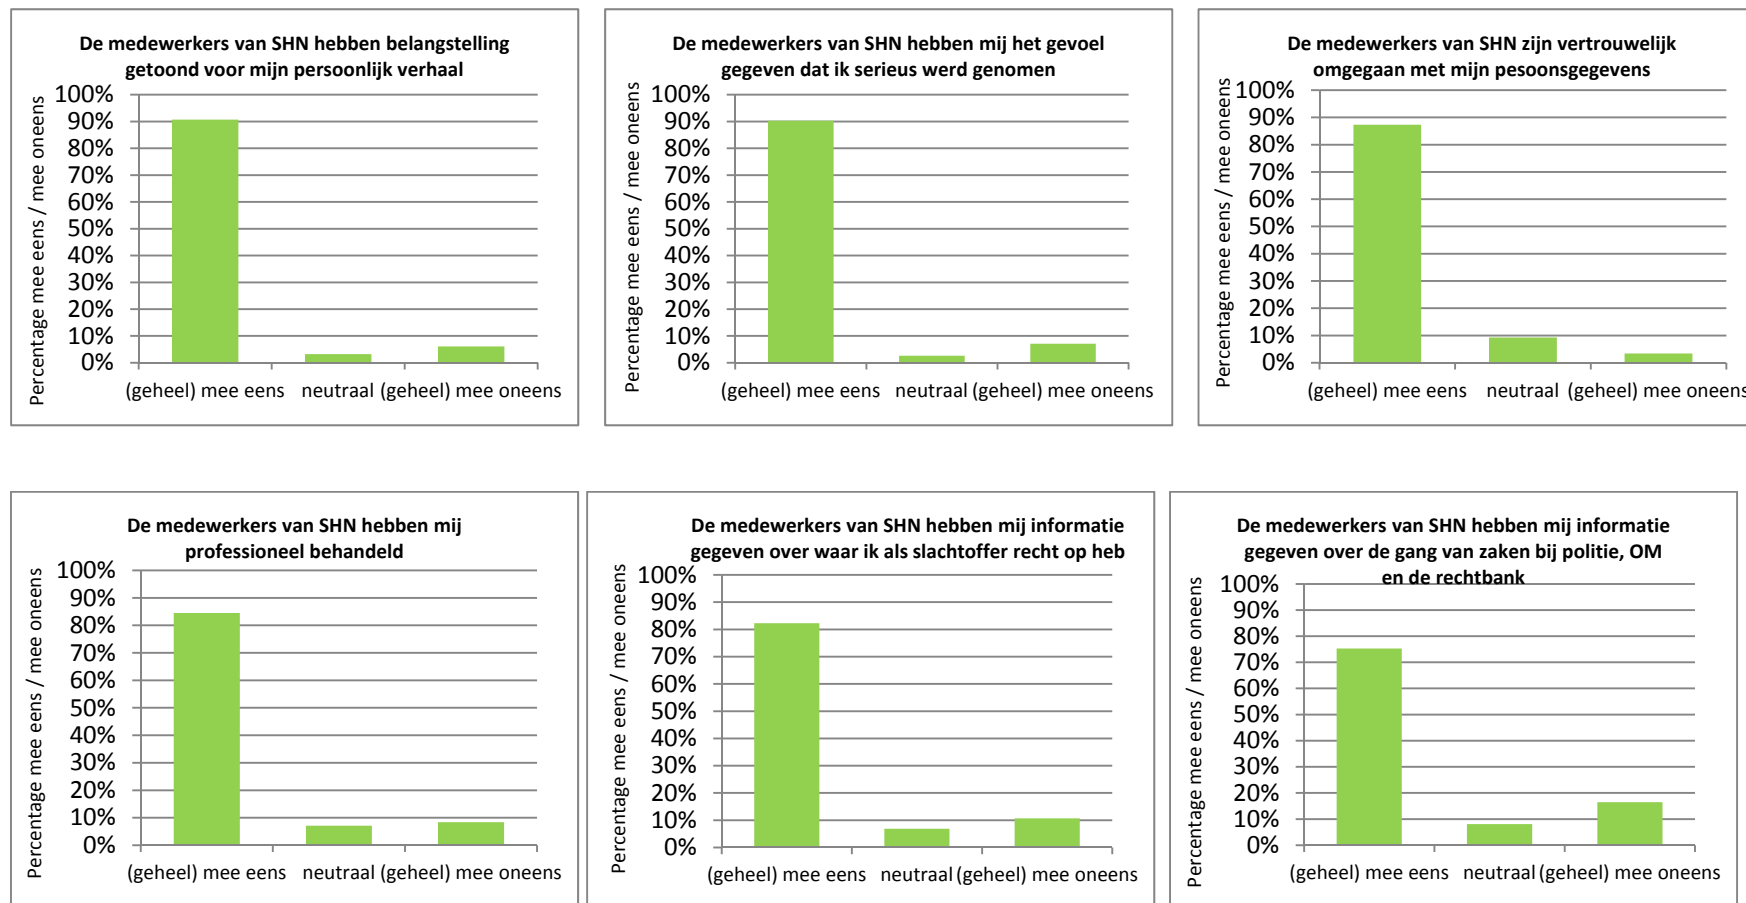 De medewerkers van SHN hebben belangstelling
getoond voor mijn persoonlijk verhaal
Percentage mee eens / mee oneens
100%
90%
80%
70%
60%
50%
40%
30%
20%
10%
0%
(geheel) mee eens neutraal (geheel) mee oneens
De medewerkers van SHN hebben mij het gevoel
gegeven dat ik serieus werd genomen
Percentage mee eens / mee oneens
100%
90%
80%
70%
60%
50%
40%
30%
20%
10%
0%
(geheel) mee eens neutraal (geheel) mee oneens
De medewerkers van SHN zijn vertrouwelijk
omgegaan met mijn pesoonsgegevens
Percentage mee eens / mee oneens
100%
90%
80%
70%
60%
50%
40%
30%
20%
10%
0%
(geheel) mee eens neutraal (geheel) mee oneens
De medewerkers van SHN hebben mij
professioneel behandeld
Percentage mee eens / mee oneens
100%
90%
80%
70%
60%
50%
40%
30%
20%
10%
0%
(geheel) mee eens neutraal (geheel) mee oneens
De medewerkers van SHN hebben mij informatie
gegeven over waar ik als slachtoffer recht op heb
Percentage mee eens / mee oneens
100%
90%
80%
70%
60%
50%
40%
30%
20%
10%
0%
(geheel) mee eens neutraal (geheel) mee oneens
De medewerkers van SHN hebben mij informatie
gegeven over de gang van zaken bij politie, OM
en de rechtbank
Percentage mee eens / mee oneens
100%
90%
80%
70%
60%
50%
40%
30%
20%
10%
0%
(geheel) mee eens neutraal (geheel) mee oneens